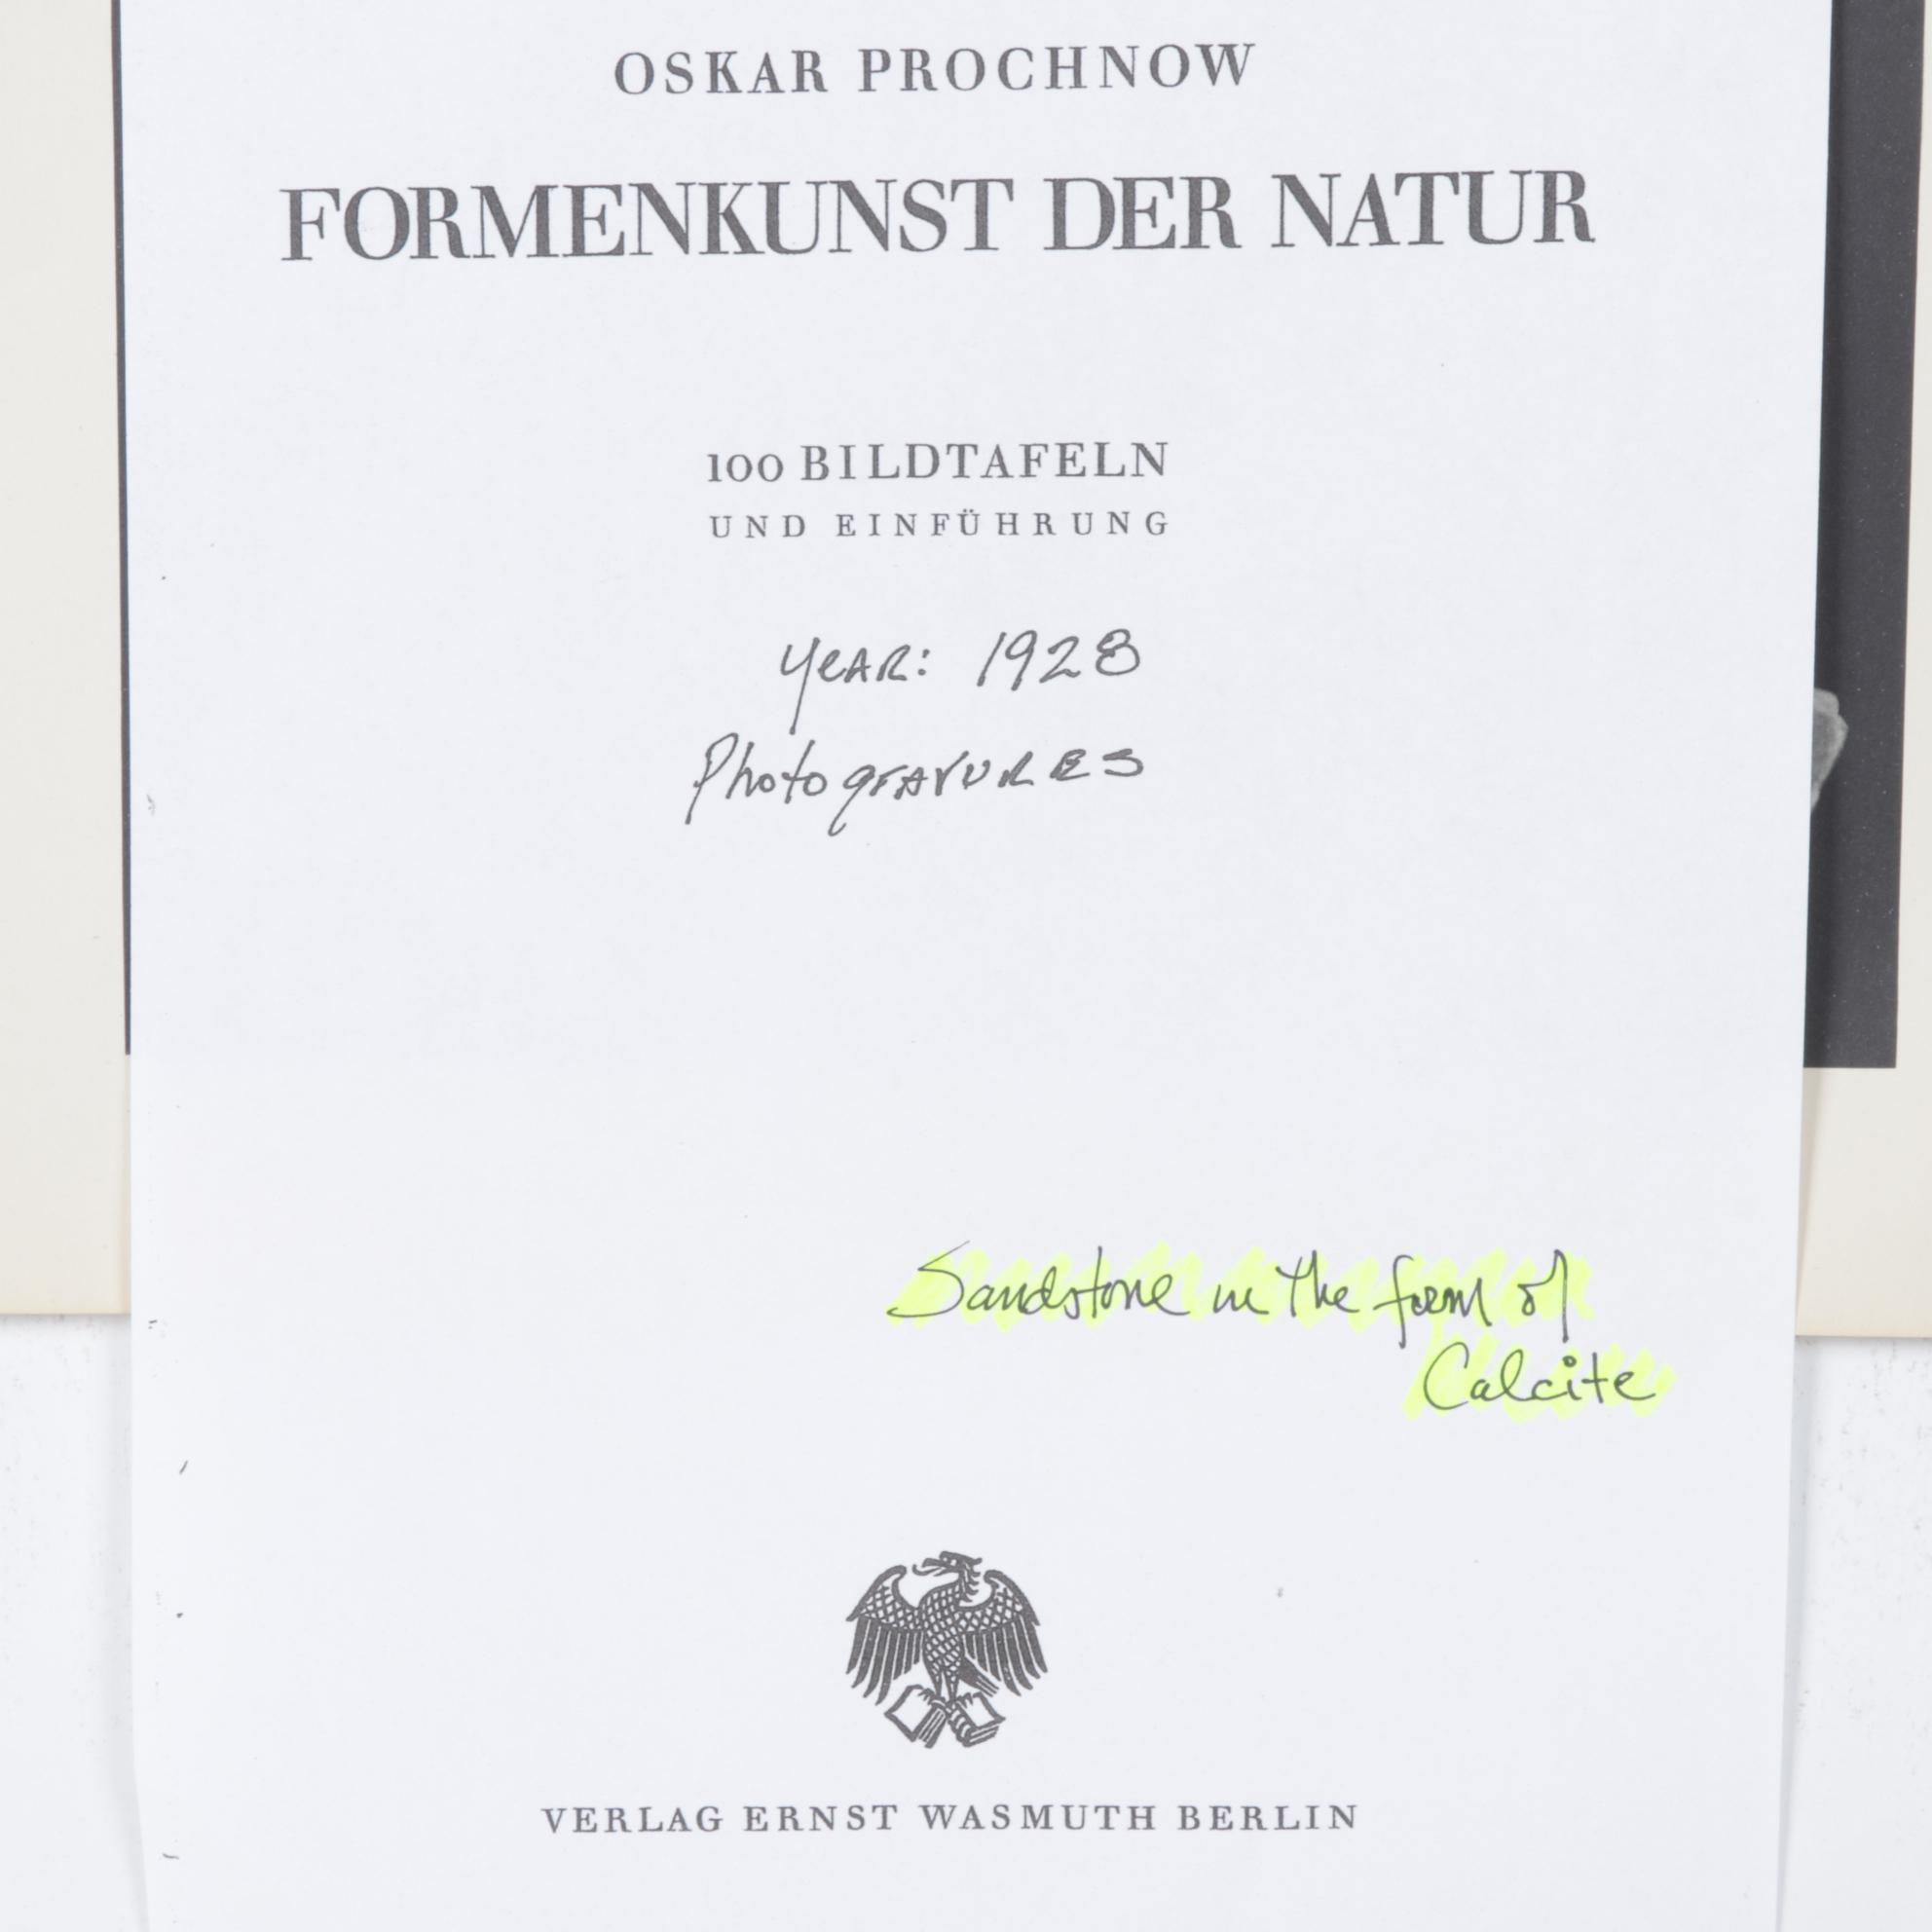 OSKAR PROCHNOW
FORMENKUNST DER NATUR
100 BILDTAFELN
UND EINFÜHRUNG
YEAR: 1928
Photogravures
Sandstone in the form of
Calcite
VERLAG ERNST WASMUTH BERLIN